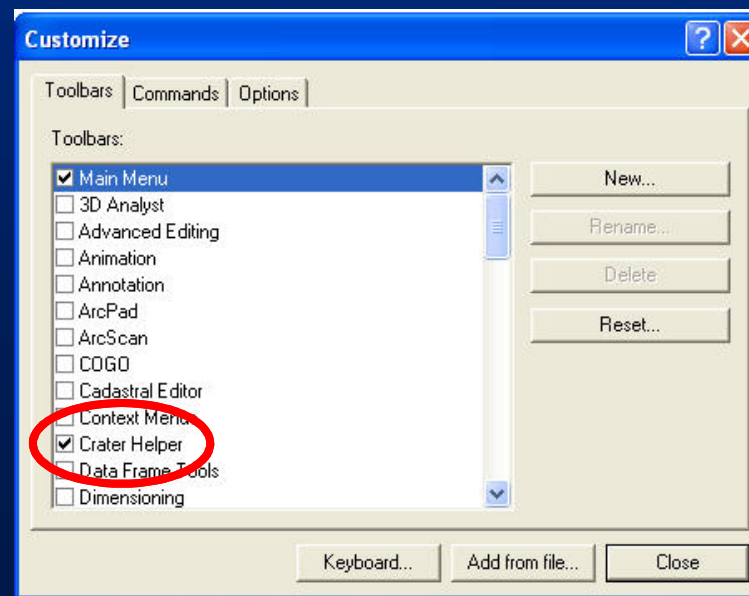 Customize
Toolbars Commands Options
Toolbars:
Main Menu
3D Analyst
Advanced Editing
Animation
Annotation
ArcPad
ArcScan
COGO
Cadastral Editor
Context Menus
Crater Helper
Data Frame Tools
Dimensioning
New...
Rename...
Delete
Reset...
Keyboard... Add from file... Close